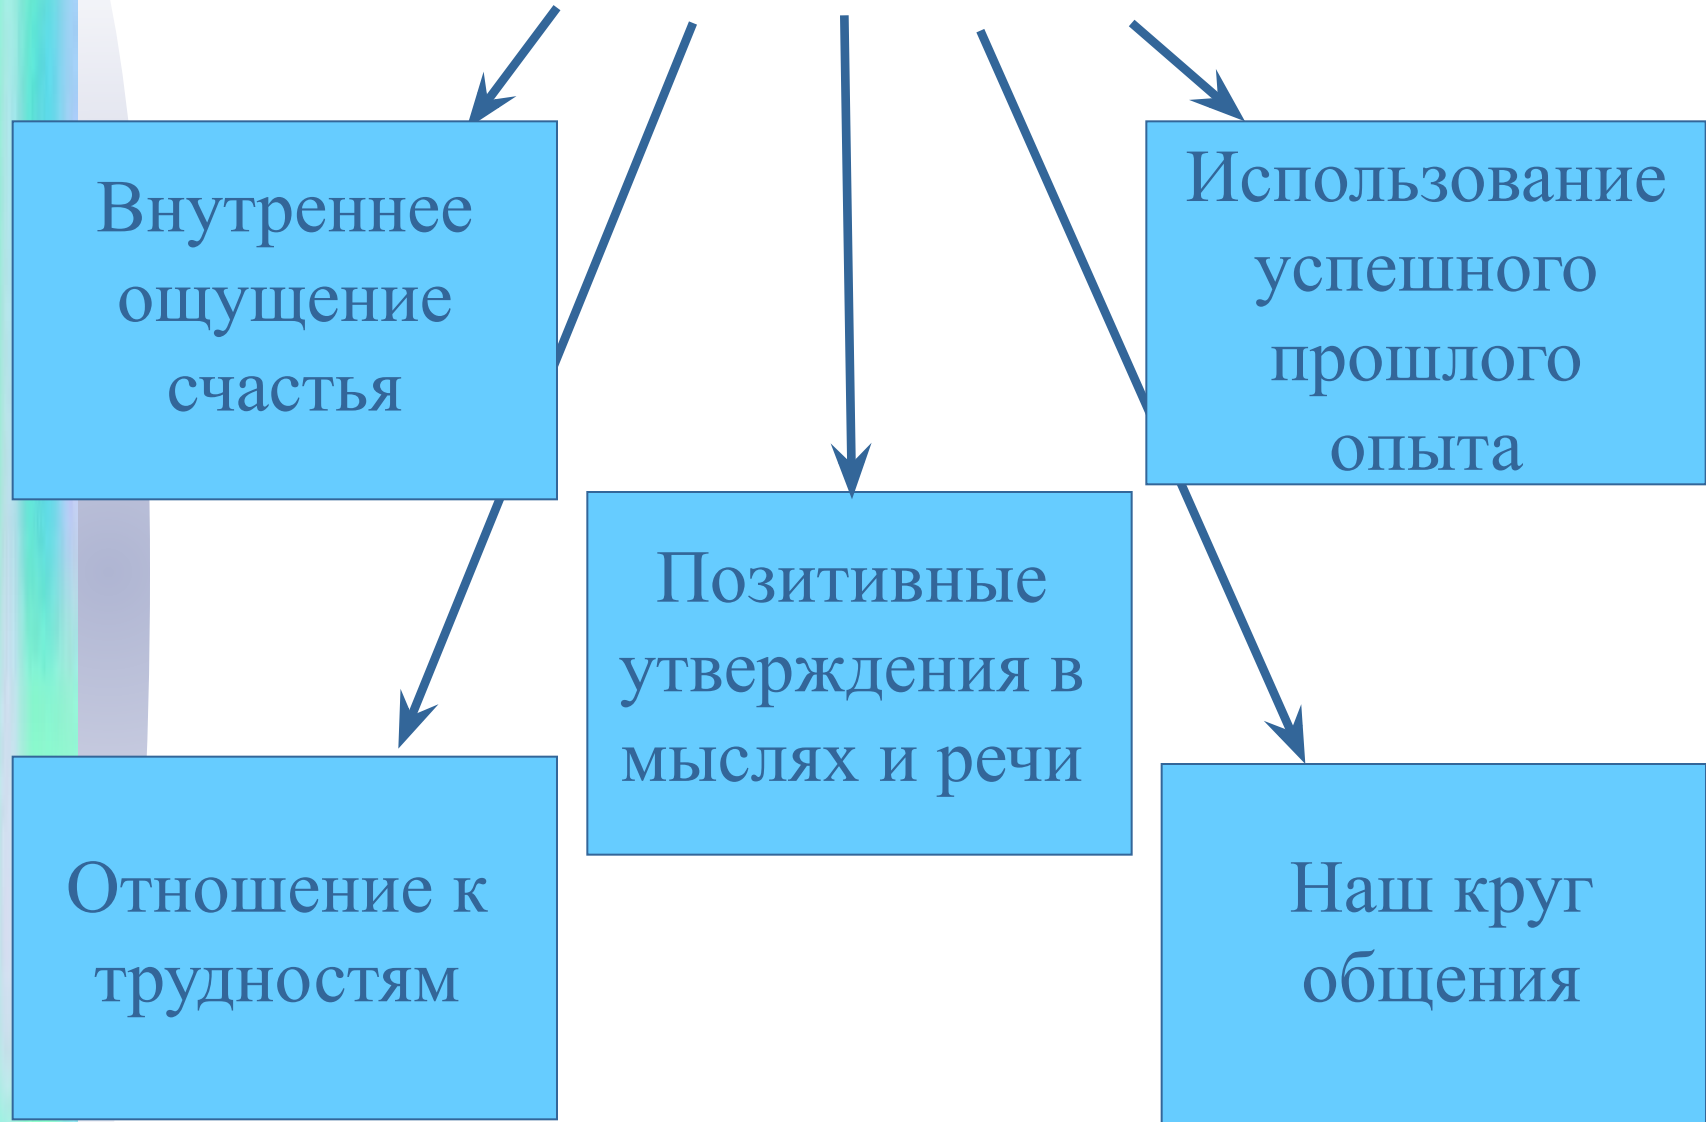 Внутреннее
ощущение
счастья
Использование
успешного
прошлого
опыта
Позитивные
утверждения в
мыслях и речи
Отношение к
трудностям
Наш круг
общения